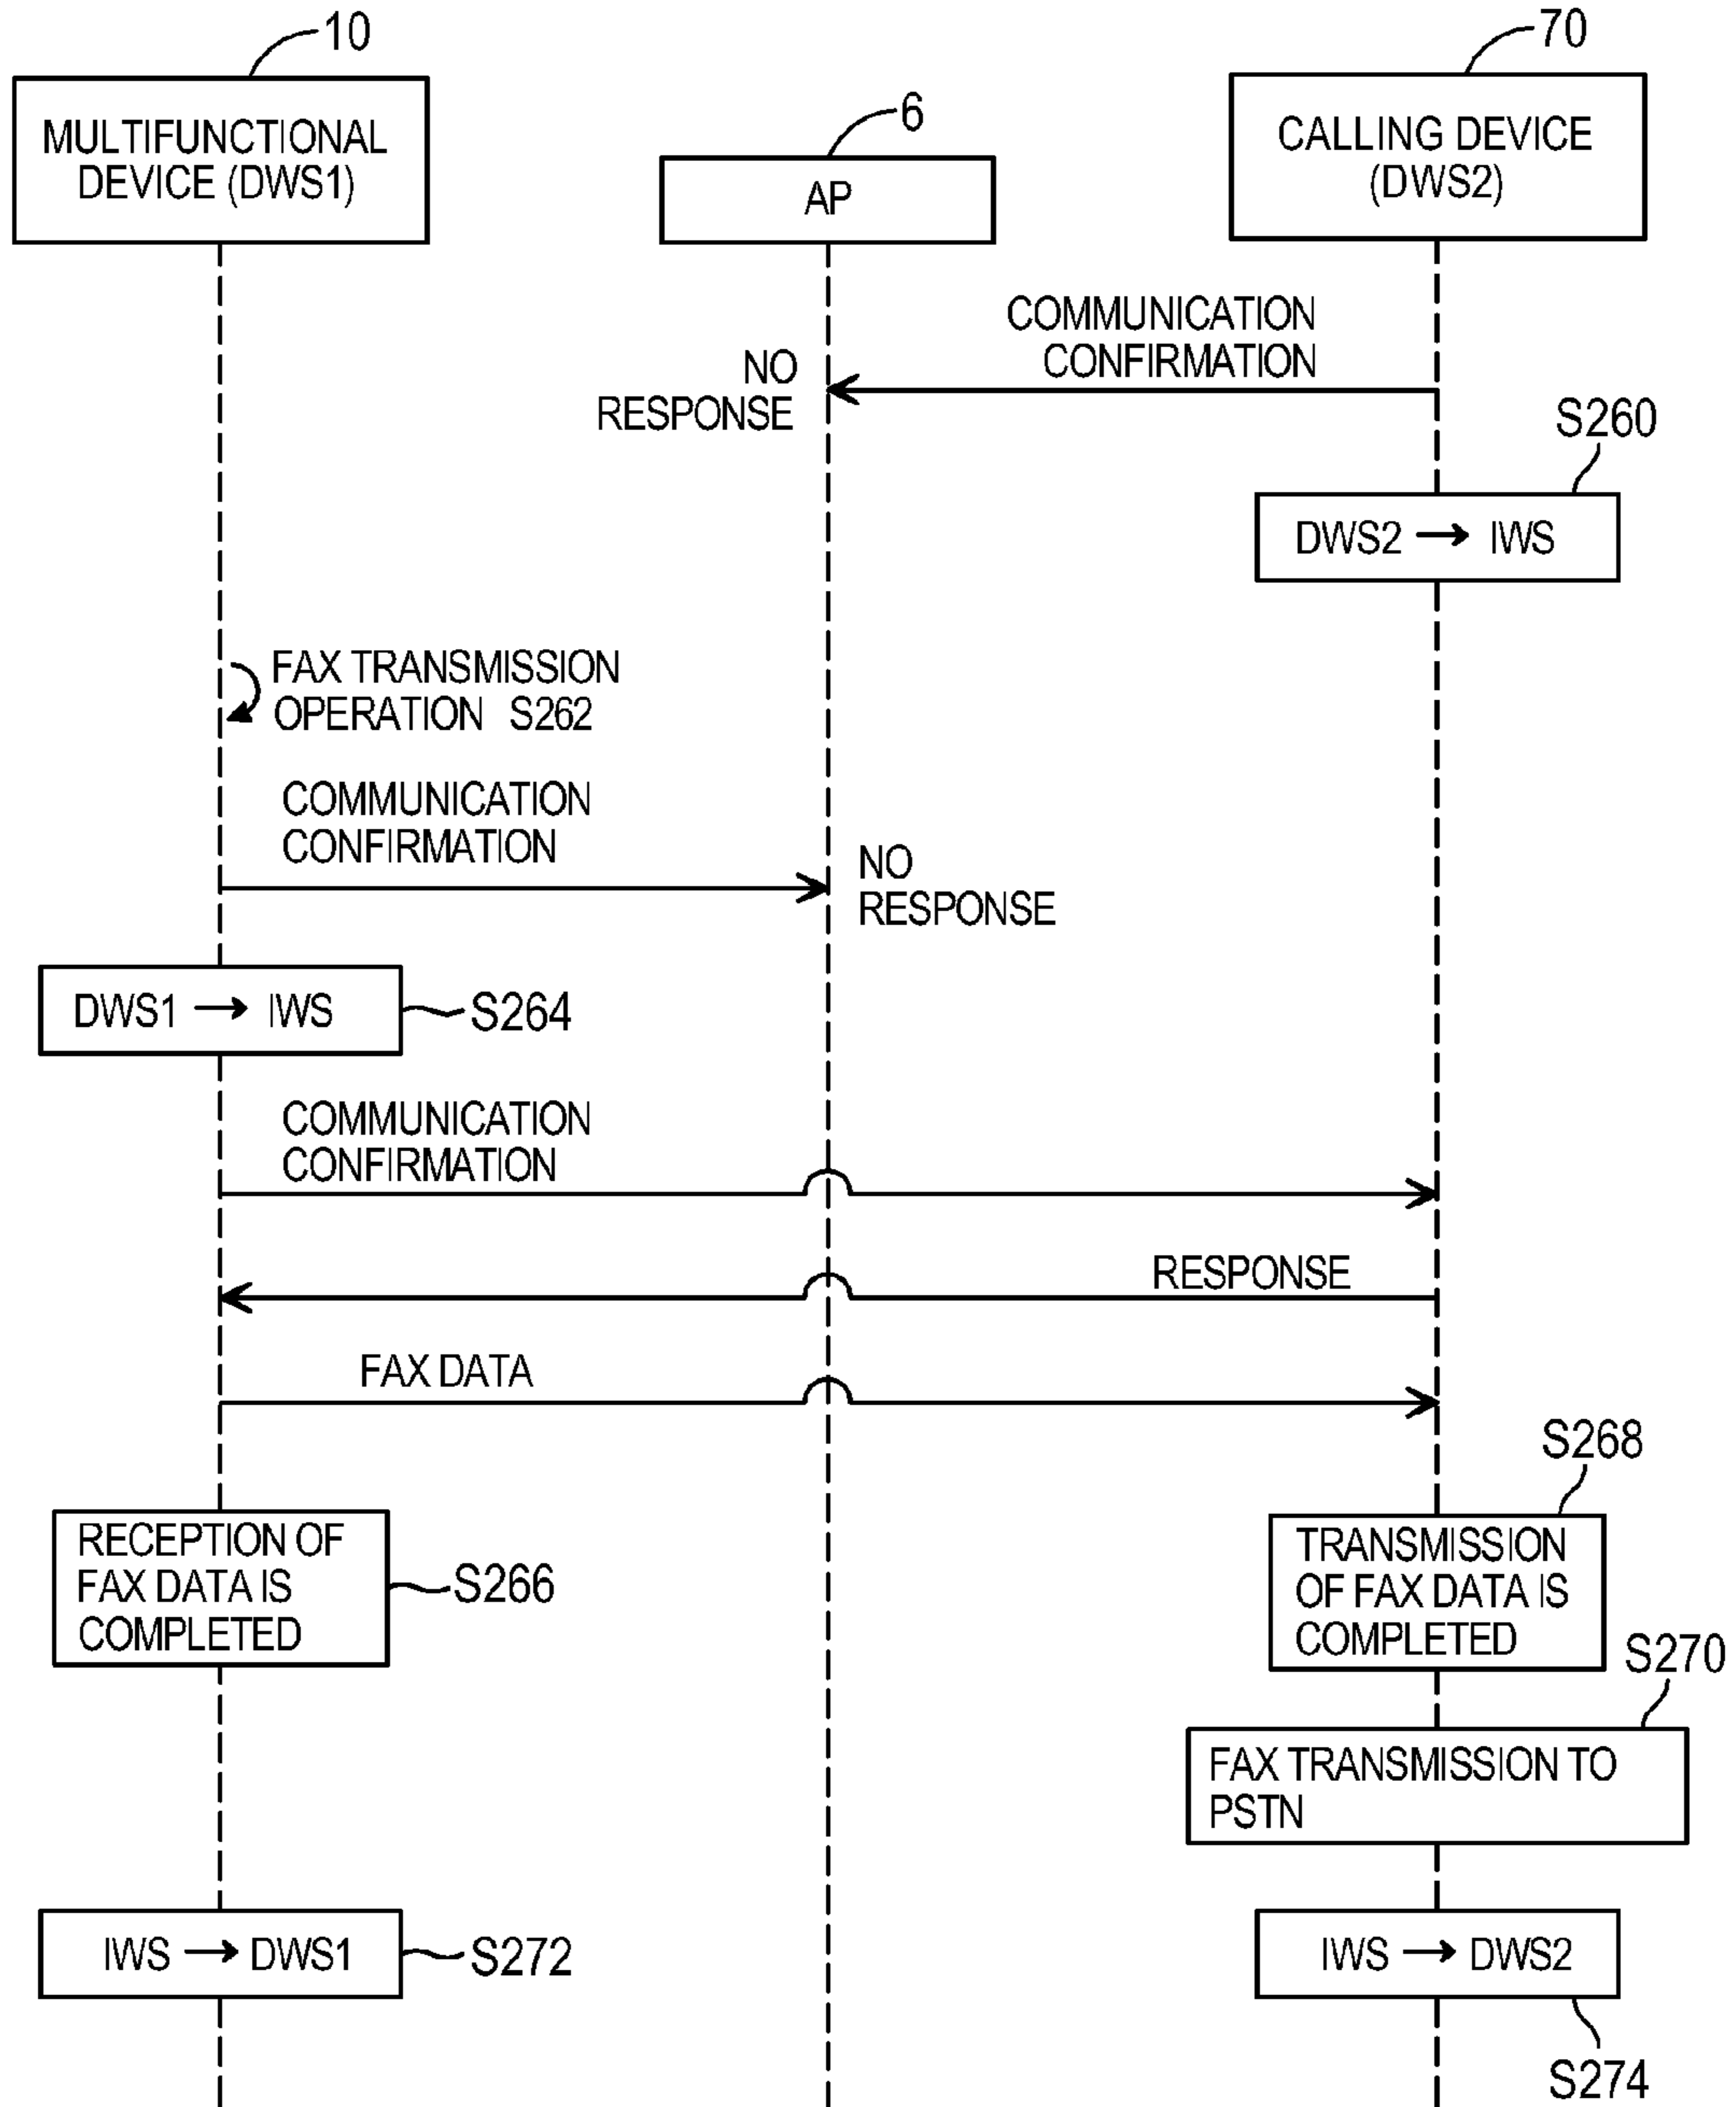 10
70
6
MULTIFUNCTIONAL
DEVICE (DWS1)
AP
CALLING DEVICE
(DWS2)
COMMUNICATION
CONFIRMATION
NO
RESPONSE
S260
DWS2 → IWS
FAX TRANSMISSION
OPERATION S262
COMMUNICATION
CONFIRMATION
NO
RESPONSE
DWS1 → IWS
S264
COMMUNICATION
CONFIRMATION
RESPONSE
FAX DATA
S268
RECEPTION OF
FAX DATA IS
COMPLETED
S266
TRANSMISSION
OF FAX DATA IS
COMPLETED
S270
FAX TRANSMISSION TO
PSTN
IWS → DWS1
S272
IWS → DWS2
S274